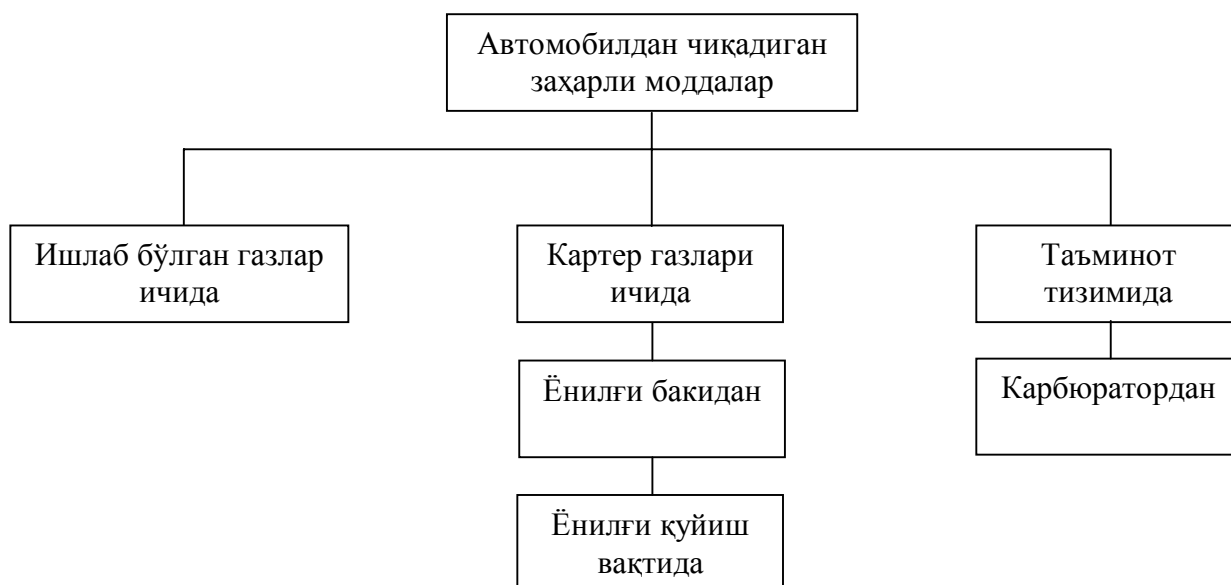 Автомобилдан чиқадиган
заҳарли моддалар
Ишлаб бўлган газлар
ичида
Картер газлари
ичида
Таъминот
тизимида
Ёнилғи бакидан
Карбюратордан
Ёнилғи қуйиш
вақтида